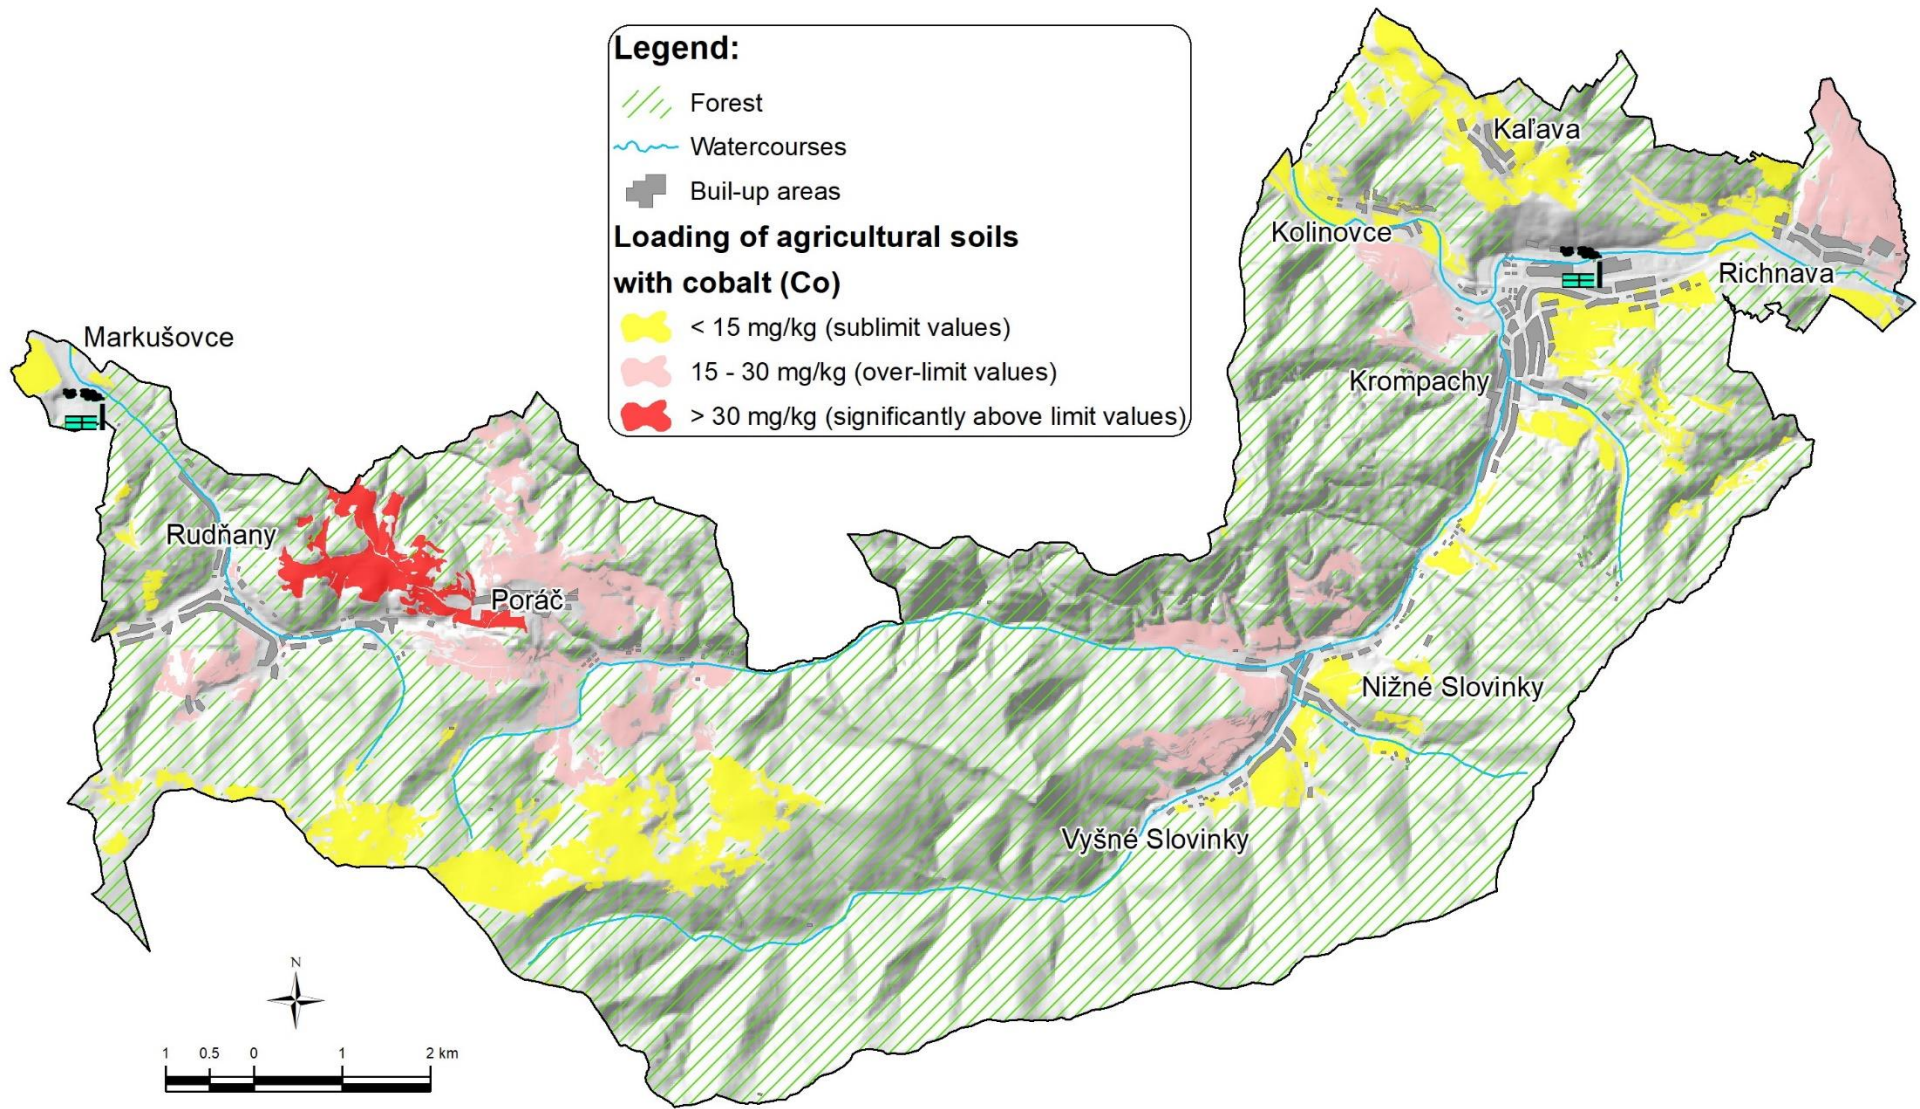 Legend:
Forest
Watercourses
Buil-up areas
Loading of agricultural soils
with cobalt (Co)
< 15 mg/kg (sublimit values)
15 - 30 mg/kg (over-limit values)
> 30 mg/kg (significantly above limit values)
Kaľava
Kolinovce
Richnava
Markušovce
Krompachy
Rudňany
Poráč
Nižné Slovinky
Vyšné Slovinky
N
1 0.5 0 1 2 km